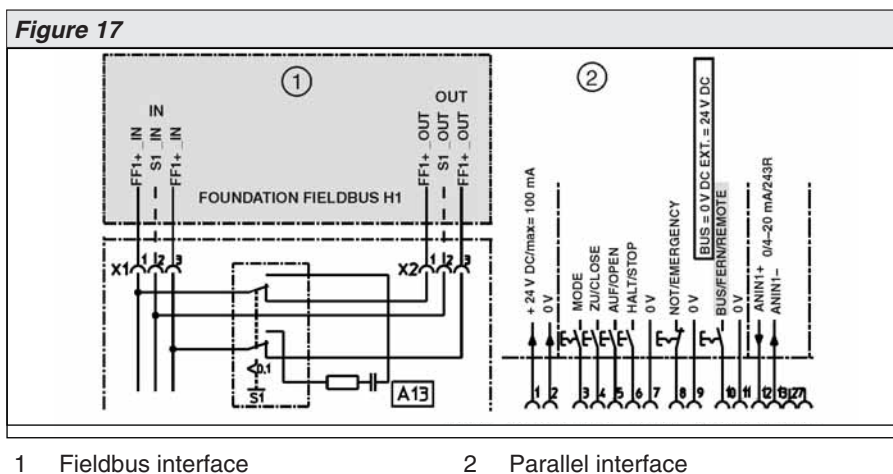 Figure 17
1
IN
OUT
FF1+_IN
S1_IN
FF1+_IN
FF1+_OUT
S1_OUT
FF1+_OUT
FOUNDATION FIELDBUS H1
X1
1
2
3
X2
1
2
3
<0.1
S1
A13
2
BUS = 0 V DC EXT. = 24 V DC
+ 24 V DC/max= 100 mA
0 V
MODE
ZU/CLOSE
AUF/OPEN
HALT/STOP
0 V
NOT/EMERGENCY
0 V
BUS/FERN/REMOTE
0 V
ANIN1+ 0/4–20 mA/243R
ANIN1–
1
2
3
4
5
6
7
8
9
10
11
12
13
27
1 Fieldbus interface
2 Parallel interface